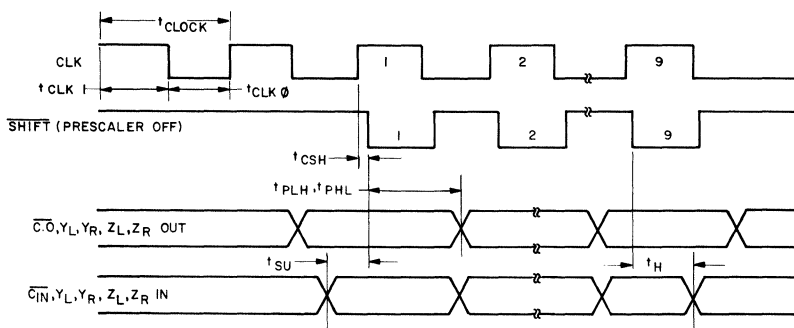 tCLOCK
CLK
1
2
9
tCLK 1
tCLK Ø
SHIFT (PRESCALER OFF)
1
2
9
tCSH
tPLH, tPHL
C.O, YL, YR, ZL, ZR OUT
tSU
tH
CIN, YL, YR, ZL, ZR IN